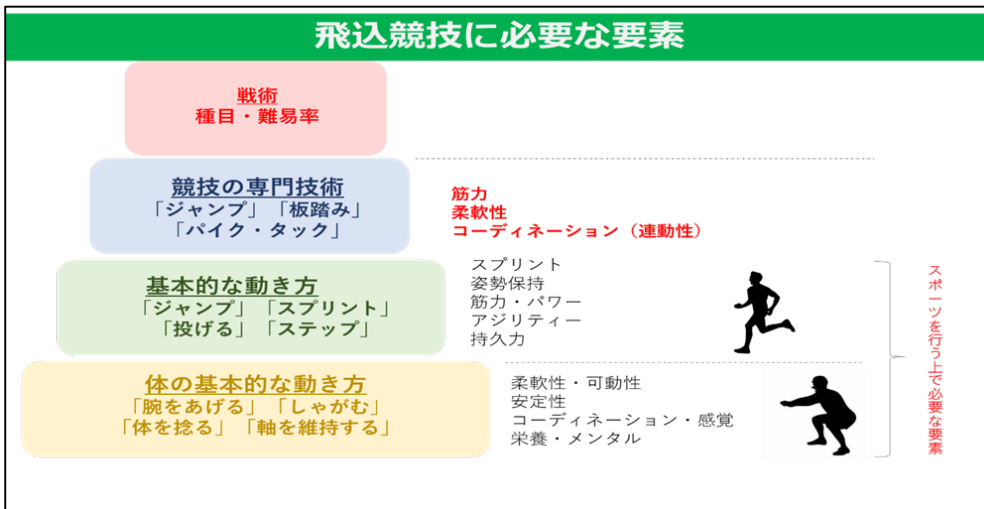 飛込競技に必要な要素
戦術
種目・難易率
競技の専門技術
「ジャンプ」「板踏み」
「パイク・タック」
筋力
柔軟性
コーディネーション（連動性）
基本的な動き方
「ジャンプ」「スプリント」
「投げる」「ステップ」
スプリント
姿勢保持
筋力・パワー
アジリティー
持久力
体の基本的な動き方
「腕をあげる」「しゃがむ」
「体を捻る」「軸を維持する」
柔軟性・可動性
安定性
コーディネーション・感覚
栄養・メンタル
スポーツを行う上で必要な要素